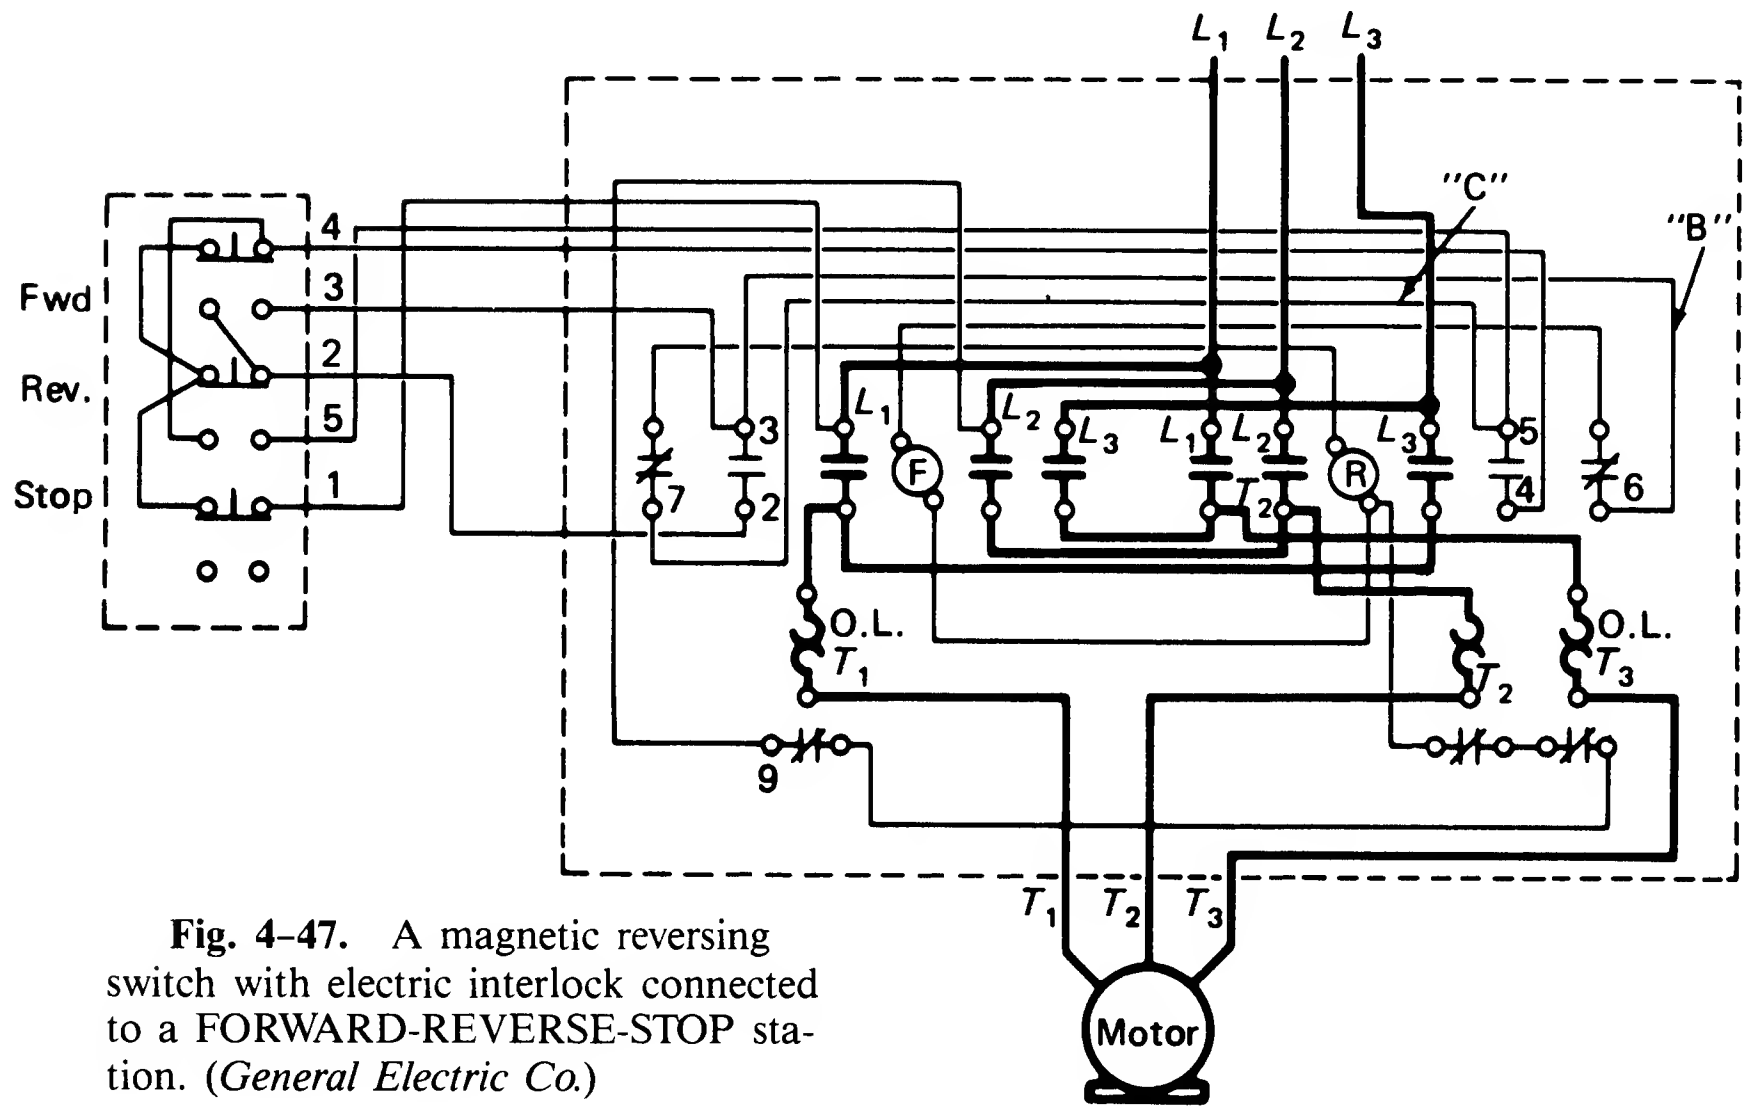 L1 L2 L3
"C"
"B"
4
Fwd 3
2
Rev.
5
Stop 1
L1 L2 L3 L1 L2 L3
3 5
F R
7 2 T2 4 6
O.L. O.L.
T1 T2 T3
9
T1 T2 T3
Motor
Fig. 4–47. A magnetic reversing
switch with electric interlock connected
to a FORWARD-REVERSE-STOP sta-
tion. (General Electric Co.)